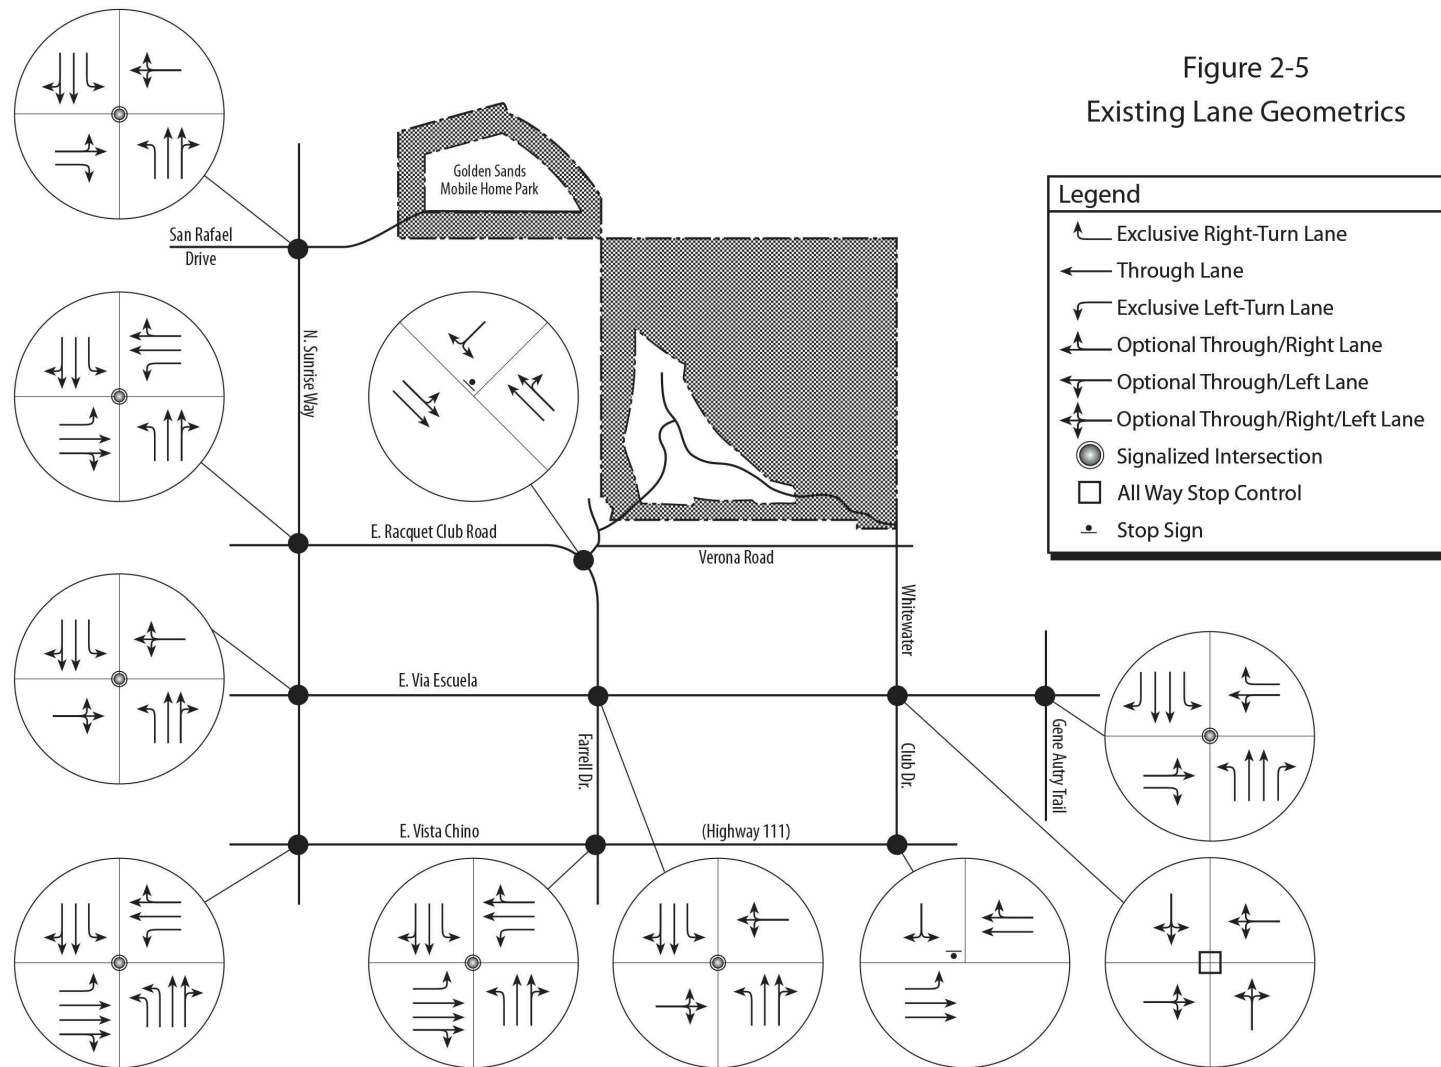 Figure 2-5
Existing Lane Geometrics
Legend
Exclusive Right-Turn Lane
Through Lane
Exclusive Left-Turn Lane
Optional Through/Right Lane
Optional Through/Left Lane
Optional Through/Right/Left Lane
Signalized Intersection
All Way Stop Control
Stop Sign
Golden Sands
Mobile Home Park
San Rafael
Drive
N. Sunrise Way
E. Racquet Club Road
Verona Road
Whitewater
E. Via Escuela
Farrell Dr.
Club Dr.
Gene Autry Trail
E. Vista Chino
(Highway 111)